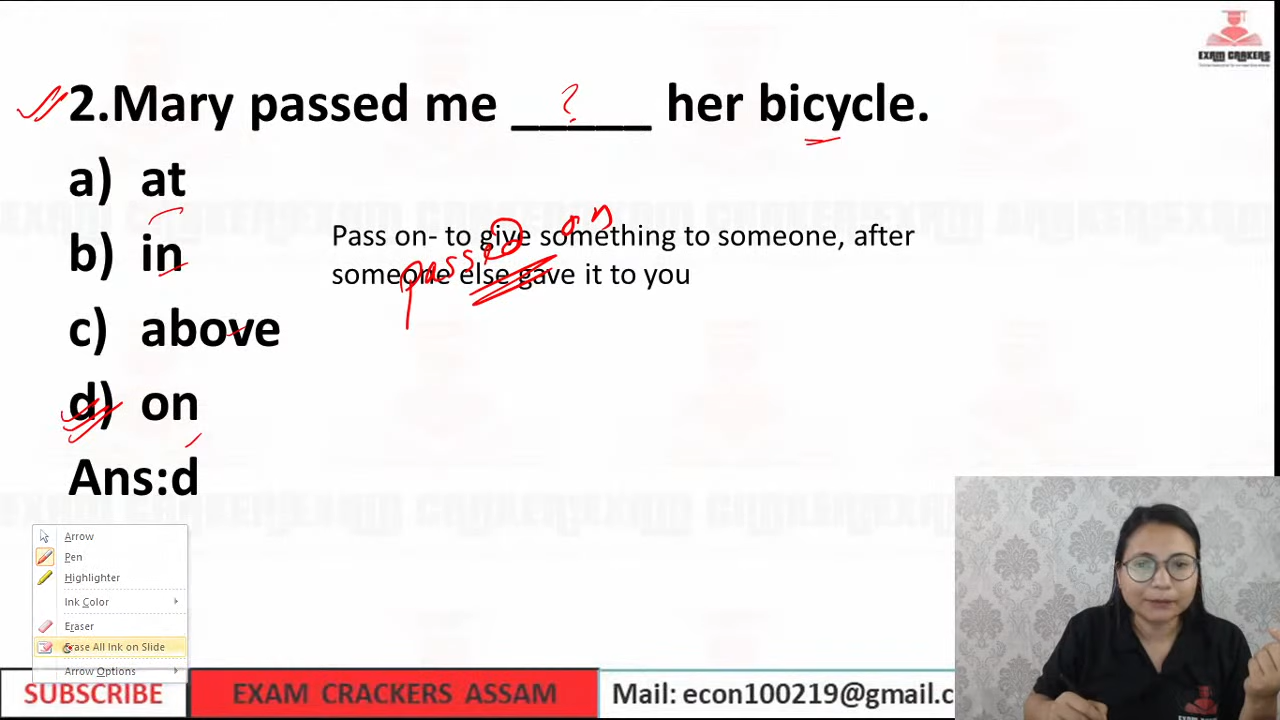 EXAM CRAKERS
2.Mary passed me _____ her bicycle.
?
a) at
b) in
c) above
d) on
Ans:d
Pass on- to give something to someone, after
someone else gave it to you
passed on
Arrow
Pen
Highlighter
Ink Color
Eraser
Erase All Ink on Slide
Arrow Options
SUBSCRIBE
EXAM CRACKERS ASSAM
Mail: econ100219@gmail.c